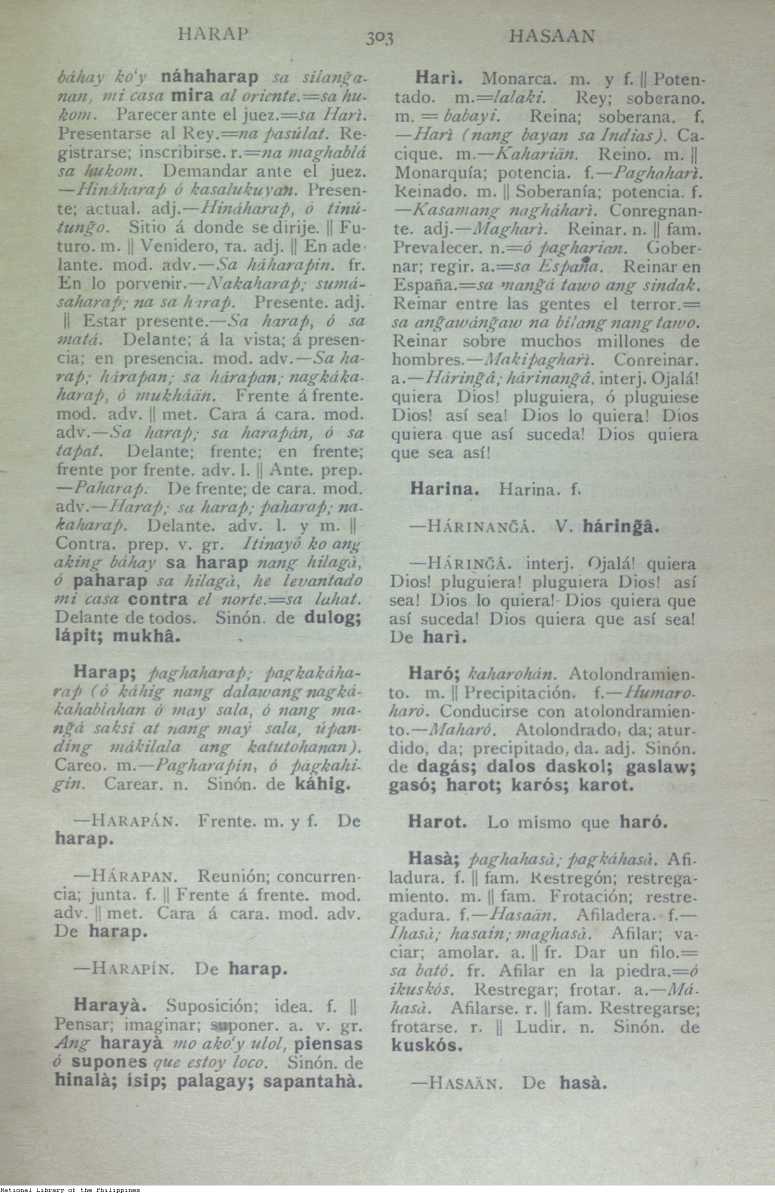 HARAP 303 HASAAN
báhay ko'y náhaharap sa silang̃a-
nan, mi casa mira al oriente.=sa hu-
kom. Parecer ante el juez.=sa Harì.
Presentarse al Rey.=na pasúlat. Re-
gistrarse; inscribirse. r.=na maghablá
sa hukom. Demandar ante el juez.
—Hináharap ó kasalukuyan. Presen-
te; actual. adj.—Hináharap, ó tinú-
tung̃o. Sitio á donde se dirije. || Fu-
turo. m. || Venidero, ra. adj. || En ade-
lante. mod. adv.—Sa háharapin. fr.
En lo porvenir.—Nakaharap; sumá-
saharap; na sa harap. Presente. adj.
|| Estar presente.—Sa harap, ó sa
matá. Delante; á la vista; á presen-
cia; en presencia. mod. adv.—Sa ha-
rap; hárapan; sa hárapan; nagkáka-
harap, ó mukháän. Frente á frente.
mod. adv. || met. Cara á cara. mod.
adv.—Sa harap; sa harapán, ó sa
tapat. Delante; frente; en frente;
frente por frente. adv. l. || Ante. prep.
—Paharap. De frente; de cara. mod.
adv.—Harap; sa harap; paharap; na-
kaharap. Delante. adv. l. y m. ||
Contra. prep. v. gr. Itinayó ko ang
aking báhay sa harap nang hilagà,
ó paharap sa hilagà, he levantado
mi casa contra el norte.=sa lahat.
Delante de todos. Sinón. de dulog;
lápit; mukhâ.
Harap; paghaharap; pagkakáha-
rap (ó káhig nang dalawang nagká-
kahablahan ó may sala, ó nang ma-
ng̃á saksí at nang may sala, úpan-
ding mákilala ang katutohanan).
Careo. m.—Pagharapin, ó pagkahi-
gin. Carear. n. Sinón. de káhig.
—HARAPÁN. Frente. m. y f. De
harap.
—HÁRAPAN. Reunión; concurren-
cia; junta. f. || Frente á frente. mod.
adv. || met. Cara á cara. mod. adv.
De harap.
—HARAPÍN. De harap.
Harayà. Suposición; idea. f. ||
Pensar; imaginar; suponer. a. v. gr.
Ang harayà mo ako'y ulol, piensas
ó supones que estoy loco. Sinón. de
hinalà; ísip; palagay; sapantahà.
Harì. Monarca. m. y f. || Poten-
tado. m.=lalaki. Rey; soberano.
m. = babayi. Reina; soberana. f.
—Harì (nang bayan sa Indias). Ca-
cique. m.—Kahariän. Reino. m. ||
Monarquía; potencia. f.—Paghaharì.
Reinado. m. || Soberanía; potencia. f.
—Kasamang nagháharì. Conregnan-
te. adj.—Magharì. Reinar. n. || fam.
Prevalecer. n.=ó pagharian. Gober-
nar; regir. a.=sa España. Reinar en
España.=sa mang̃á tawo ang sindak.
Reinar entre las gentes el terror.=
sa ang̃awáng̃aw na bilang nang tawo.
Reinar sobre muchos millones de
hombres.—Makipagharì. Conreinar.
a.—Háring̃â; hárinang̃â. interj. Ojalá!
quiera Dios! pluguiera, ó pluguiese
Dios! así sea! Dios lo quiera! Dios
quiera que así suceda! Dios quiera
que sea así!
Harina. Harina. f.
—HÁRINANG̃Á. V. háring̃â.
—HÁRING̃Â. interj. Ojalá! quiera
Dios! pluguiera! pluguiera Dios! así
sea! Dios lo quiera! Dios quiera que
así suceda! Dios quiera que así sea!
De harì.
Haró; kaharohán. Atolondramien-
to. m. || Precipitación. f.—Humaro-
haró. Conducirse con atolondramien-
to.—Maharó. Atolondrado, da; atur-
dido, da; precipitado, da. adj. Sinón.
de dagás; dalos daskol; gaslaw;
gasó; harot; karós; karot.
Harot. Lo mismo que haró.
Hasà; paghahasà; pagkáhasà. Afi-
ladura. f. || fam. Restregón; restrega-
miento. m. || fam. Frotación; restre-
gadura. f.—Hasaän. Afiladera. f.—
Ihasà; hasain; maghasà. Afilar; va-
ciar; amolar. a. || fr. Dar un filo.=
sa bató. fr. Afilar en la piedra.=ó
ikuskós. Restregar; frotar. a.—Má-
hasà. Afilarse. r. || fam. Restregarse;
frotarse. r. || Ludir. n. Sinón. de
kuskós.
—HASAÄN. De hasà.
National Library of the Philippines